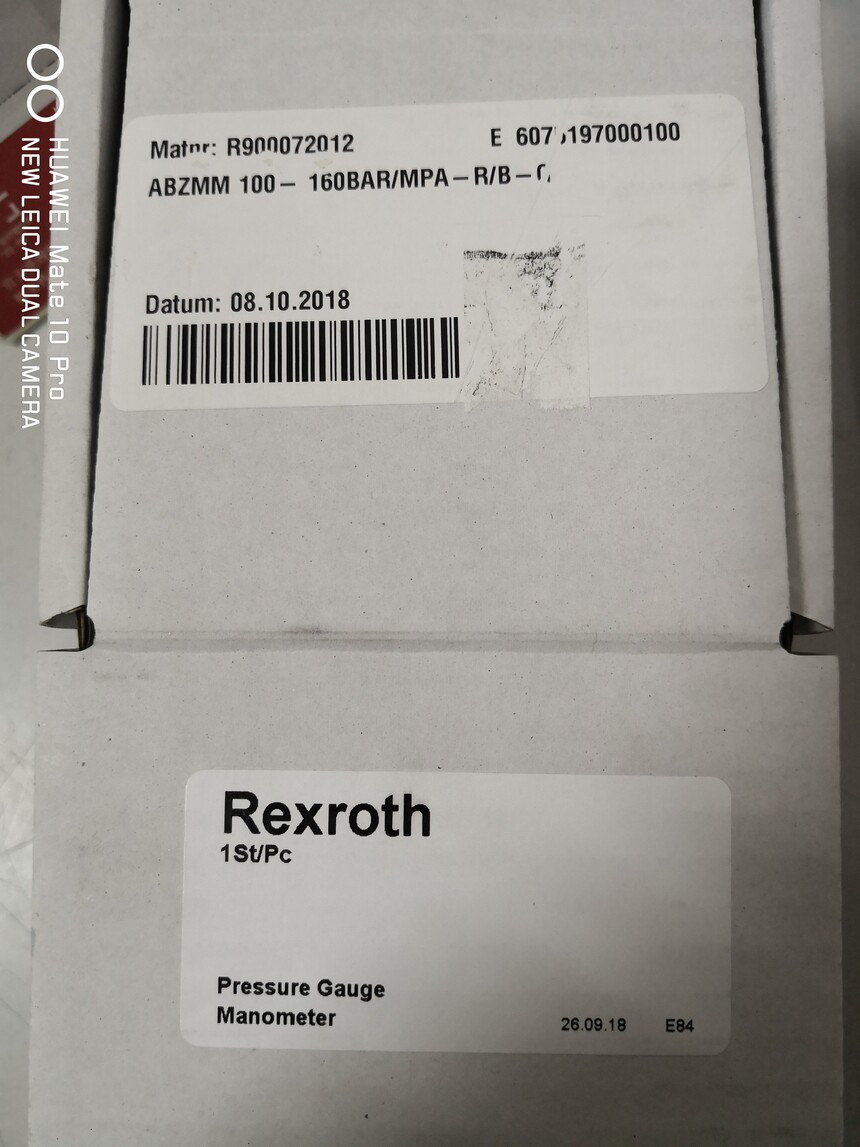 Matnr: R900072012
ABZMM 100– 160BAR/MPA–R/B–
Datum: 08.10.2018
Rexroth
1St/Pc
Pressure Gauge
Manometer
26.09.18 E84
HUAWEI Mate 10 Pro
NEW LEICA DUAL CAMERA